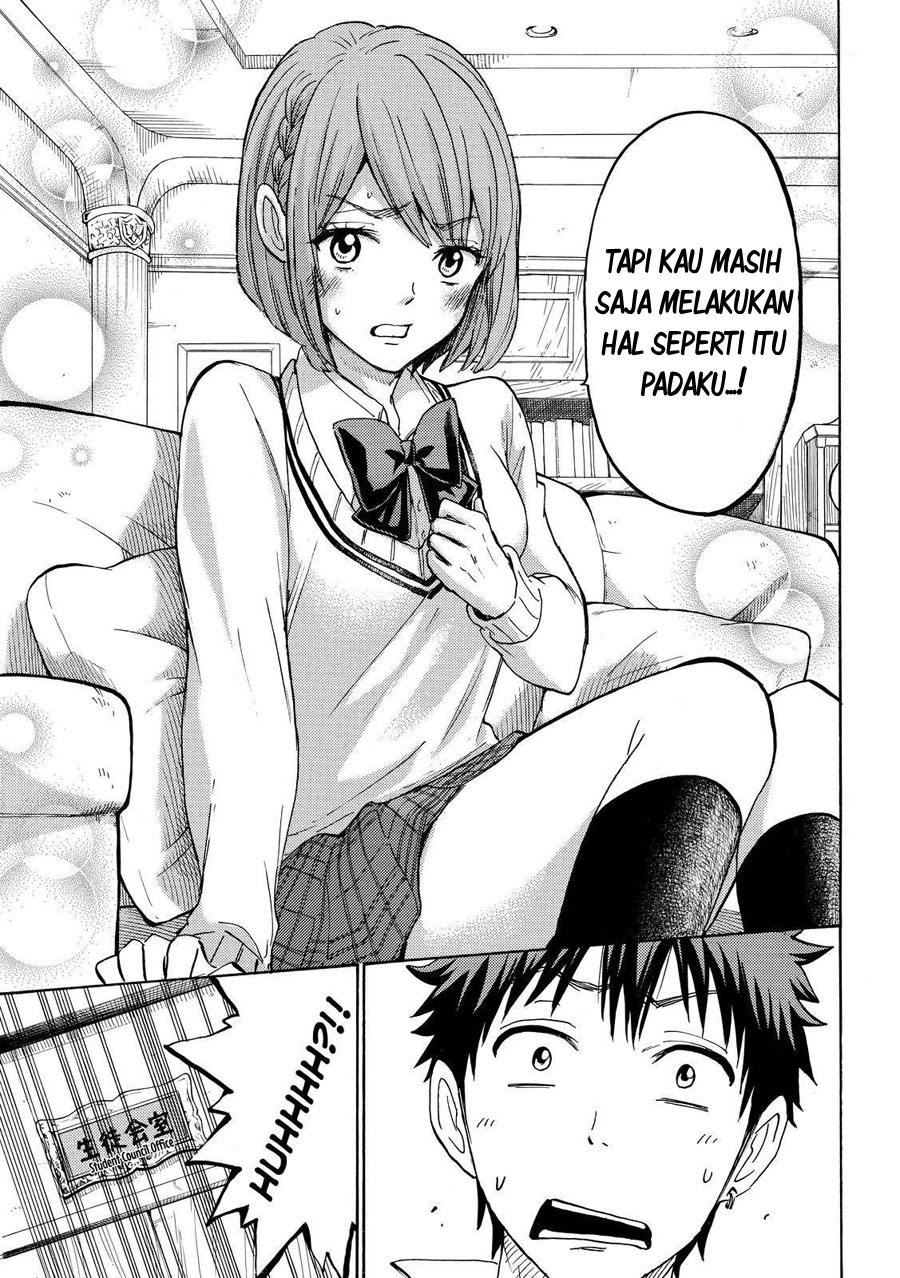 TAPI KAU MASIH
SAJA MELAKUKAN
HAL SEPERTI ITU
PADAKU...!
HUHHHH?!!
生徒会室
Student Council Office